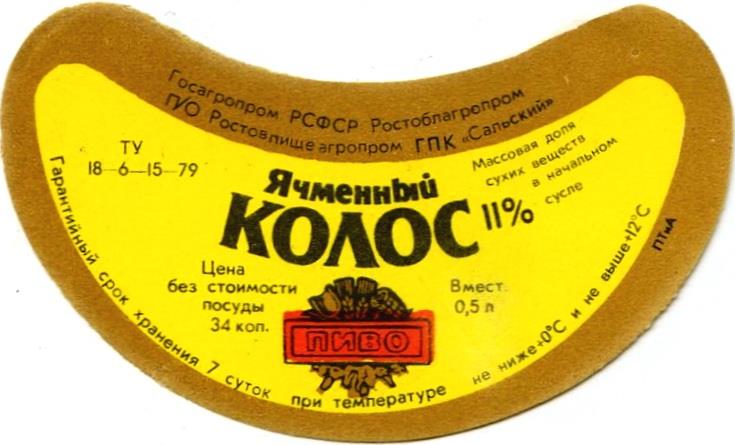 Госагропром РСФСР Ростоблагропром
П/О Ростовпищеагропром ГПК «Сальский»
ТУ
18—6—15—79
Массовая доля
сухих веществ
в начальном
сусле
Ячменный
КОЛОС 11%
Цена
без стоимости
посуды
34 коп.
Вмест.
0,5 л
ПИВО
Гарантийный срок хранения 7 суток при температуре не ниже+0°С и не выше+12°С
ПТиА